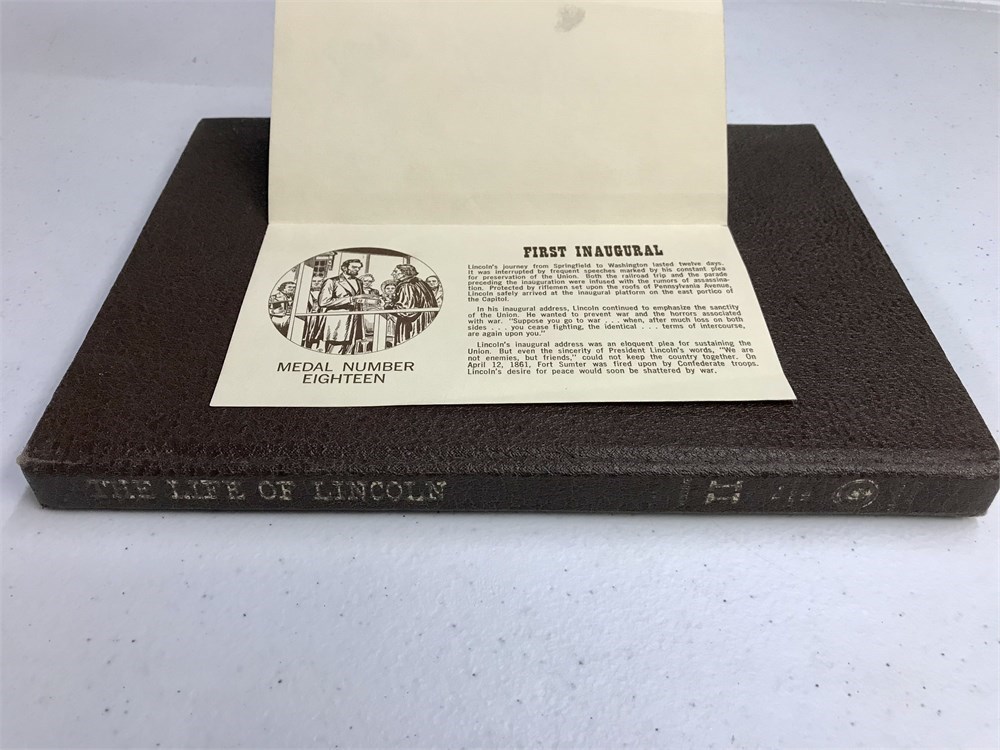 FIRST INAUGURAL
Lincoln's journey from Springfield to Washington lasted twelve days.
It was interrupted by frequent speeches marked by his constant plea
for preservation of the Union. Both the railroad trip and the parade
preceding the inauguration were infused with the rumors of assassina-
tion. Protected by riflemen set upon the roofs of Pennsylvania Avenue,
Lincoln safely arrived at the inaugural platform on the east portico of
the Capitol.
In his inaugural address, Lincoln continued to emphasize the sanctity
of the Union. He wanted to prevent war and the horrors associated
with war. "Suppose you go to war . . . when, after much loss on both
sides . . . you cease fighting, the identical . . . terms of intercourse,
are again upon you."
Lincoln's inaugural address was an eloquent plea for sustaining the
Union. But even the sincerity of President Lincoln's words, "We are
not enemies, but friends," could not keep the country together. On
April 12, 1861, Fort Sumter was fired upon by Confederate troops.
Lincoln's desire for peace would soon be shattered by war.
MEDAL NUMBER
EIGHTEEN
THE LIFE OF LINCOLN